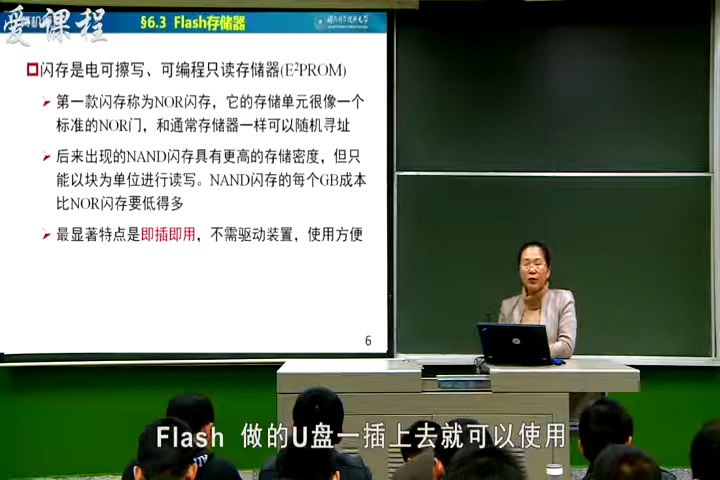 爱课程
§6.3 Flash存储器
闪存是电可擦写、可编程只读存储器(E²PROM)
第一款闪存称为NOR闪存，它的存储单元很像一个
标准的NOR门，和通常存储器一样可以随机寻址
后来出现的NAND闪存具有更高的存储密度，但只
能以块为单位进行读写。NAND闪存的每个GB成本
比NOR闪存要低得多
最显著特点是即插即用，不需驱动装置，使用方便
6
Flash 做的U盘一插上去就可以使用